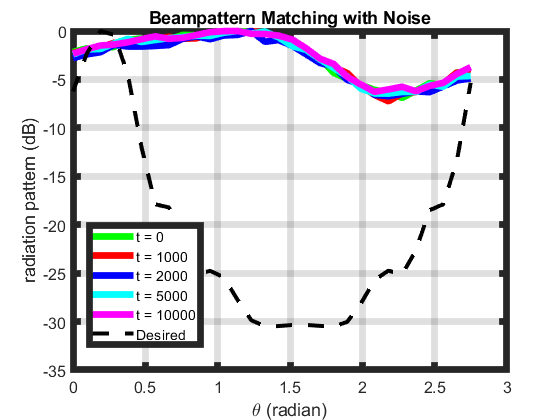 Beampattern Matching with Noise
radiation pattern (dB)
0
-5
-10
-15
-20
-25
-30
-35
t = 0
t = 1000
t = 2000
t = 5000
t = 10000
Desired
0
0.5
1
1.5
2
2.5
3
θ (radian)